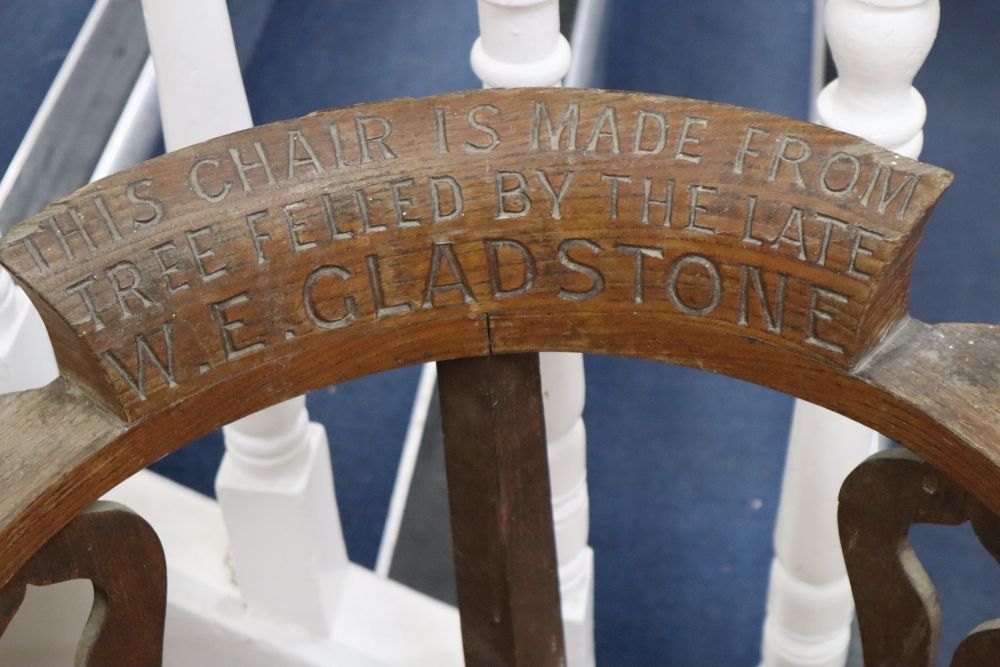 THIS CHAIR IS MADE FROM
TREE FELLED BY THE LATE
W.E.GLADSTONE